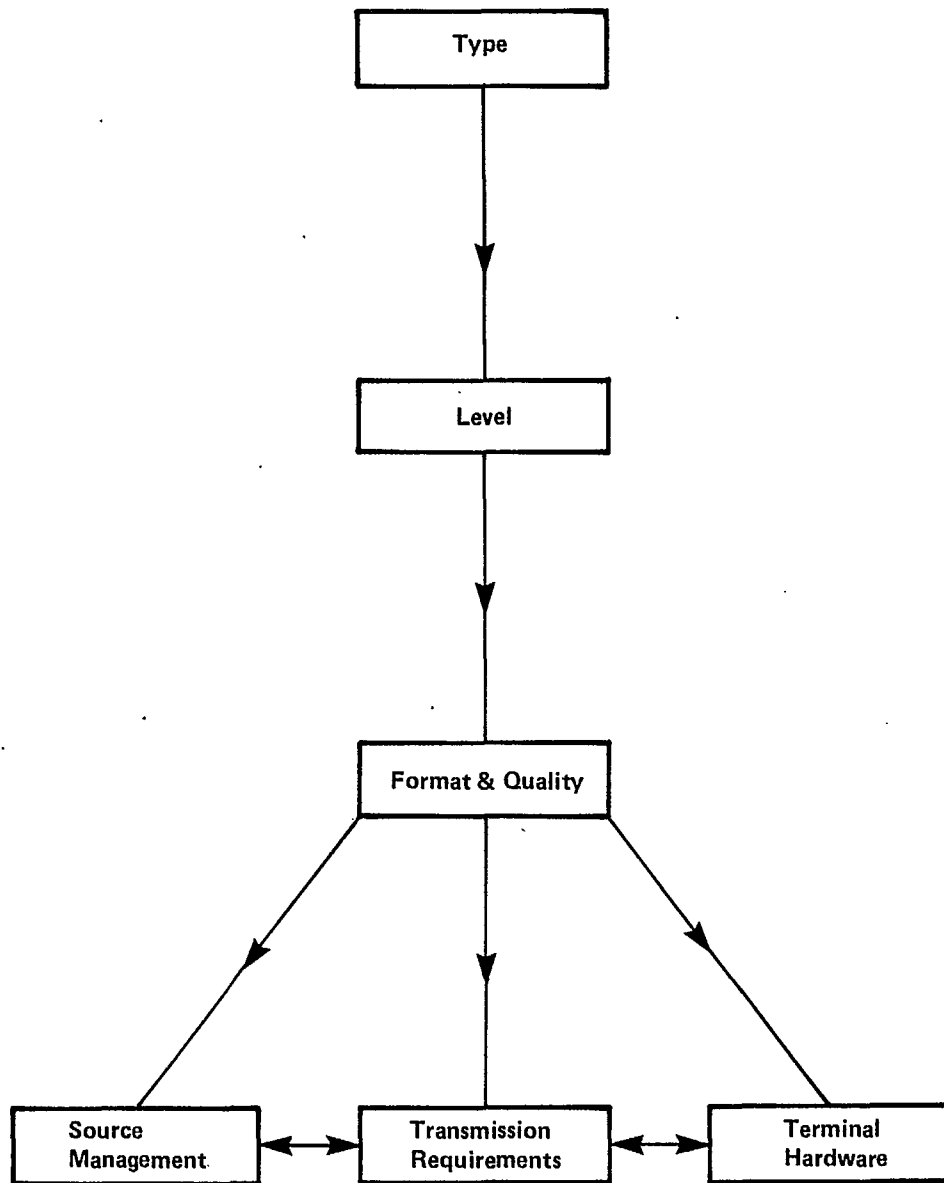 Type
Level
Format & Quality
Source
Management
Transmission
Requirements
Terminal
Hardware